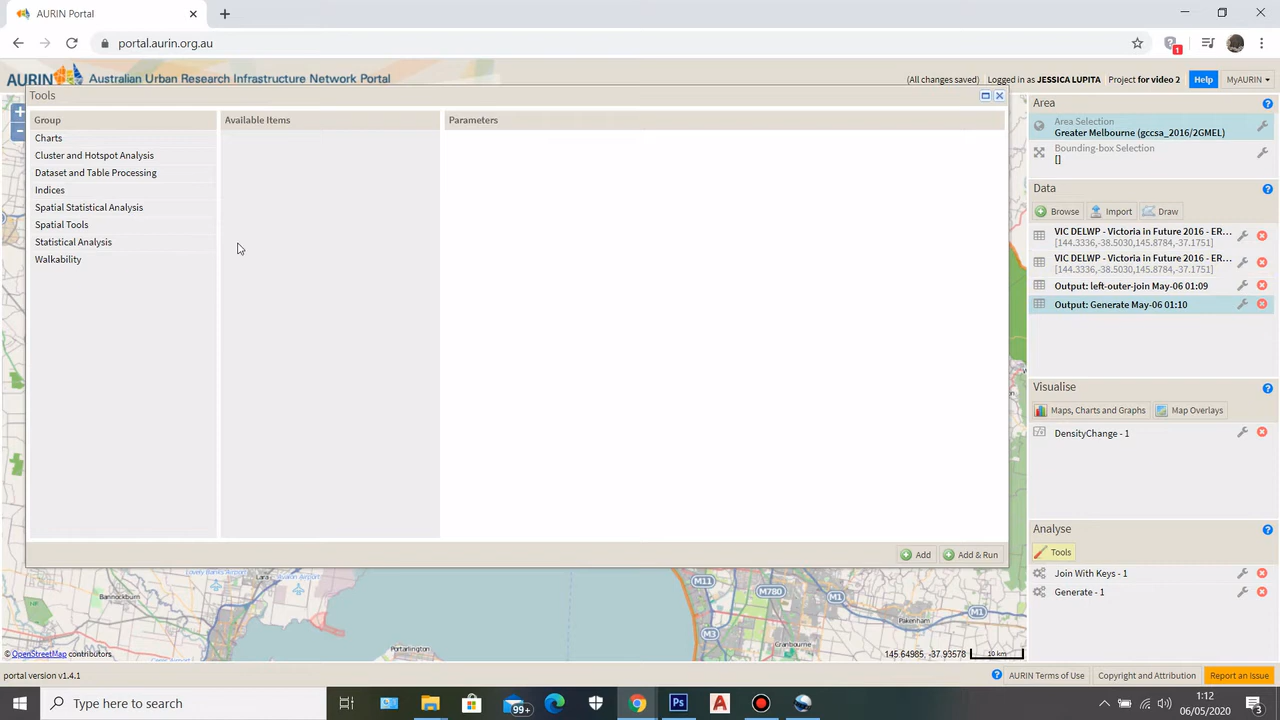 AURIN Portal
portal.aurin.org.au
1
AURIN Australian Urban Research Infrastructure Network Portal
(All changes saved) Logged in as JESSICA LUPITA Project for video 2 Help MyAURIN
Tools
Group
Available Items
Parameters
Charts
Cluster and Hotspot Analysis
Dataset and Table Processing
Indices
Spatial Statistical Analysis
Spatial Tools
Statistical Analysis
Walkability
Add
Add & Run
Area
Area Selection
Greater Melbourne (gccsa_2016/2GMEL)
Bounding-box Selection
[]
Data
Browse Import Draw
VIC DELWP - Victoria in Future 2016 - ER...
[144.3336,-38.5030,145.8784,-37.1751]
VIC DELWP - Victoria in Future 2016 - ER...
[144.3336,-38.5030,145.8784,-37.1751]
Output: left-outer-join May-06 01:09
Output: Generate May-06 01:10
Visualise
Maps, Charts and Graphs Map Overlays
DensityChange - 1
Analyse
Tools
Join With Keys - 1
Generate - 1
Lara
Bannockburn
Portarlington
M11
M780
M1
M1
M3
Pakenham
Cranbourne
© OpenStreetMap contributors
145.64985, -37.93578
10 km
portal version v1.4.1
AURIN Terms of Use Copyright and Attribution Report an Issue
Type here to search
99+
Ps
A
1:12
06/05/2020
3